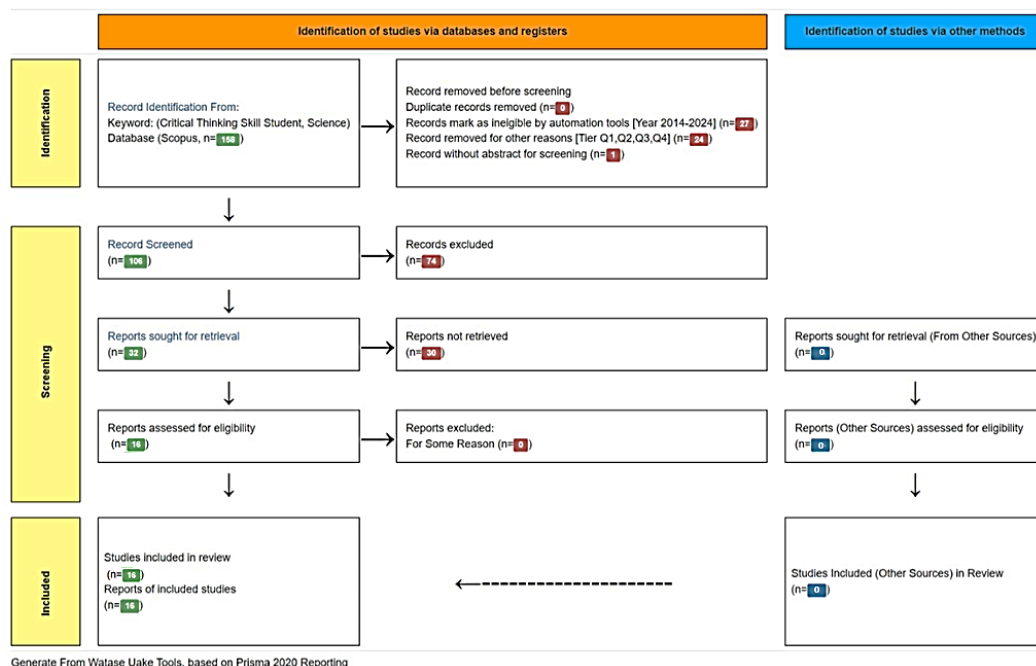 Identification of studies via databases and registers
Identification of studies via other methods
Identification
Record Identification From:
Keyword: (Critical Thinking Skill Student, Science)
Database (Scopus, n= 158 )
Record removed before screening
Duplicate records removed (n= 0 )
Records mark as ineligible by automation tools [Year 2014-2024] (n= 27 )
Record removed for other reasons [Tier Q1,Q2,Q3,Q4] (n= 24 )
Record without abstract for screening (n= 1 )
Screening
Record Screened
(n= 106 )
Records excluded
(n= 74 )
Reports sought for retrieval
(n= 32 )
Reports not retrieved
(n= 30 )
Reports sought for retrieval (From Other Sources)
(n= 0 )
Reports assessed for eligibility
(n= 16 )
Reports excluded:
For Some Reason (n= 0 )
Reports (Other Sources) assessed for eligibility
(n= 0 )
Included
Studies included in review
(n= 16 )
Reports of included studies
(n= 16 )
Studies Included (Other Sources) in Review
(n= 0 )
Generate From Watase Uake Tools, based on Prisma 2020 Reporting